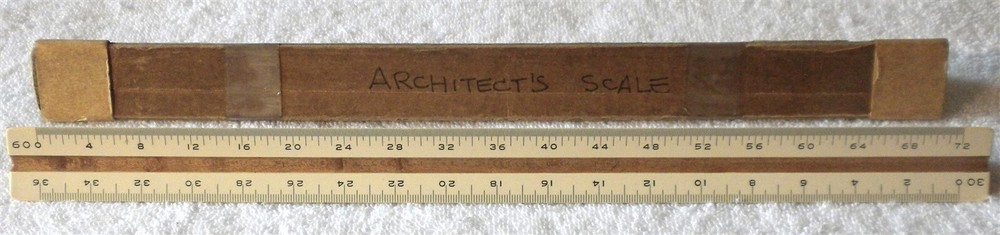 ARCHITECT'S SCALE
60 0 4 8 12 16 20 24 28 32 36 40 44 48 52 56 60 64 68 72
30 0 2 4 6 8 10 12 14 16 18 20 22 24 26 28 30 32 34 36